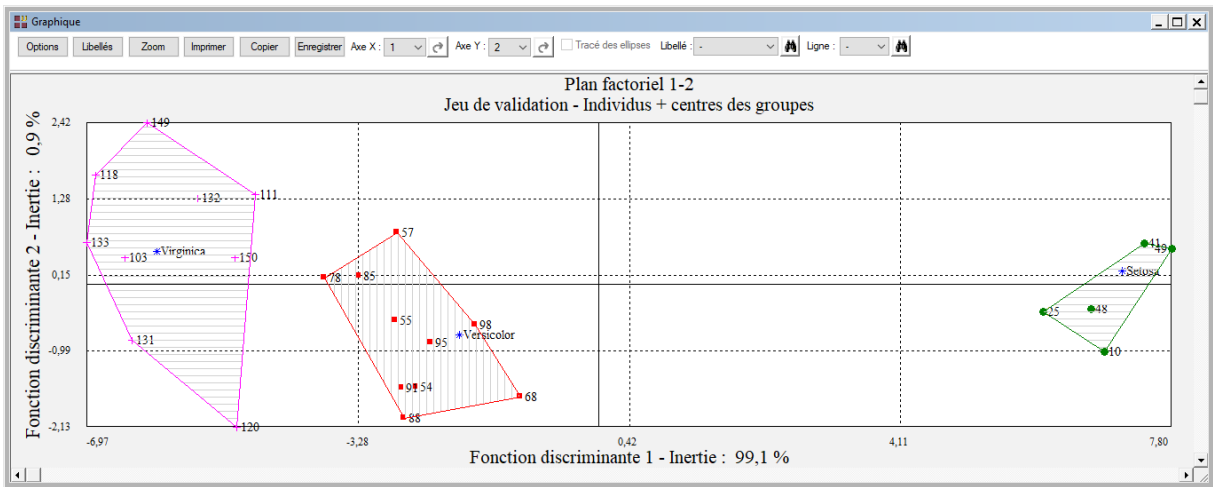 Graphique
Options Libellés Zoom Imprimer Copier Enregistrer Axe X : 1 Axe Y : 2 Tracé des ellipses Libellé : - Ligne : -
Plan factoriel 1-2
Jeu de validation - Individus + centres des groupes
Fonction discriminante 2 - Inertie : 0,9 %
2,42
149
118
1,28
132
111
57
133
41
49
Virginica
103
150
Setosa
0,15
78
85
25
48
55
98
Versicolor
95
131
-0,99
10
91
54
68
88
-2,13
120
-6,97 -3,28 0,42 4,11 7,80
Fonction discriminante 1 - Inertie : 99,1 %